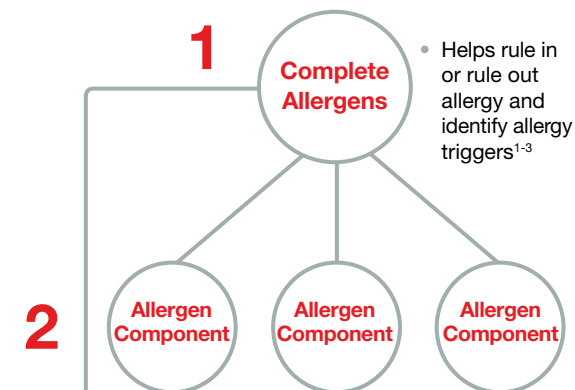 1
Complete
Allergens
• Helps rule in
or rule out
allergy and
identify allergy
triggers1-3
2
Allergen
Component
Allergen
Component
Allergen
Component